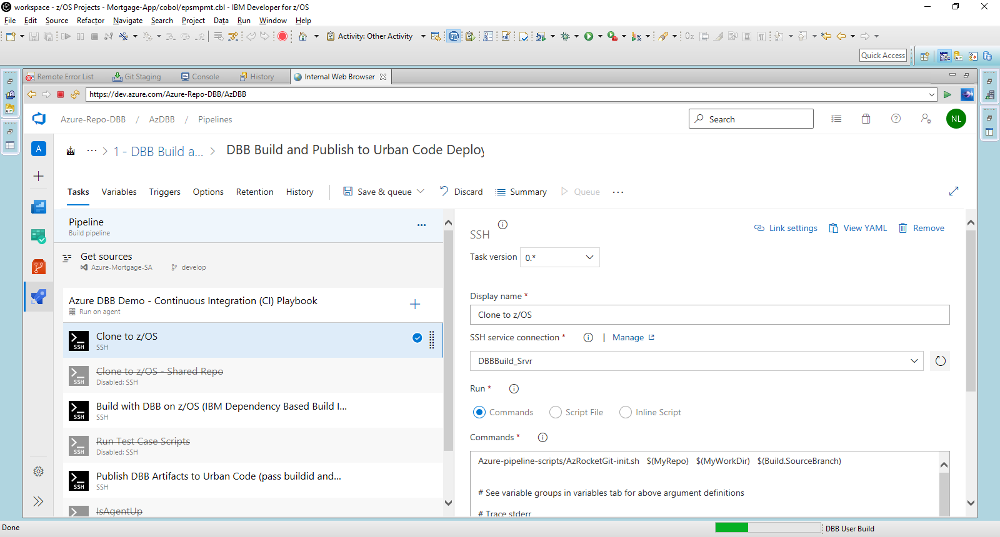 workspace - z/OS Projects - Mortgage-App/cobol/epsmpmt.cbl - IBM Developer for z/OS
File Edit Source Refactor Navigate Search Project Data Run Window Help
Activity: Other Activity
Quick Access
Remote Error List Git Staging Console History Internal Web Browser
https://dev.azure.com/Azure-Repo-DBB/AzDBB
Azure-Repo-DBB / AzDBB / Pipelines
Search
NL
A
··· > 1 - DBB Build a... > DBB Build and Publish to Urban Code Deploy
Tasks Variables Triggers Options Retention History Save & queue Discard Summary Queue ···
Pipeline
Build pipeline
Get sources
Azure-Mortgage-SA develop
Azure DBB Demo - Continuous Integration (CI) Playbook
Run on agent
Clone to z/OS
SSH
SSH
Clone to z/OS - Shared Repo
SSH
Disabled: SSH
Build with DBB on z/OS (IBM Dependency Based Build I...
SSH
SSH
Run Test Case Scripts
SSH
Disabled: SSH
Publish DBB Artifacts to Urban Code (pass buildid and...
SSH
SSH
IsAgentUp
SSH
Link settings View YAML Remove
Task version 0.*
Display name *
Clone to z/OS
SSH service connection * | Manage
DBBBuild_Srvr
Run *
Commands Script File Inline Script
Commands *
Azure-pipeline-scripts/AzRocketGit-init.sh $(MyRepo) $(MyWorkDir) $(Build.SourceBranch)
# See variable groups in variables tab for above argument definitions
# Trace stderr
Done
DBB User Build